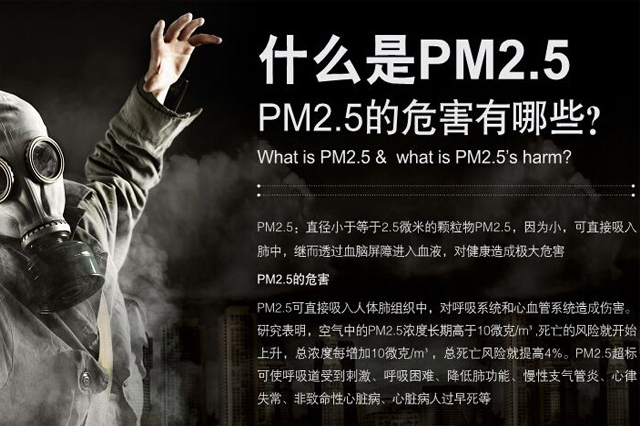 什么是PM2.5
PM2.5的危害有哪些?
What is PM2.5 & what is PM2.5's harm?
PM2.5：直径小于等于2.5微米的颗粒物PM2.5，因为小，可直接吸入
肺中，继而透过血脑屏障进入血液，对健康造成极大危害
PM2.5的危害
PM2.5可直接吸入人体肺组织中，对呼吸系统和心血管系统造成伤害。
研究表明，空气中的PM2.5浓度长期高于10微克/m³,死亡的风险就开始
上升，总浓度每增加10微克/m³，总死亡风险就提高4%。PM2.5超标
可使呼吸道受到刺激、呼吸困难、降低肺功能、慢性支气管炎、心律
失常、非致命性心脏病、心脏病人过早死等